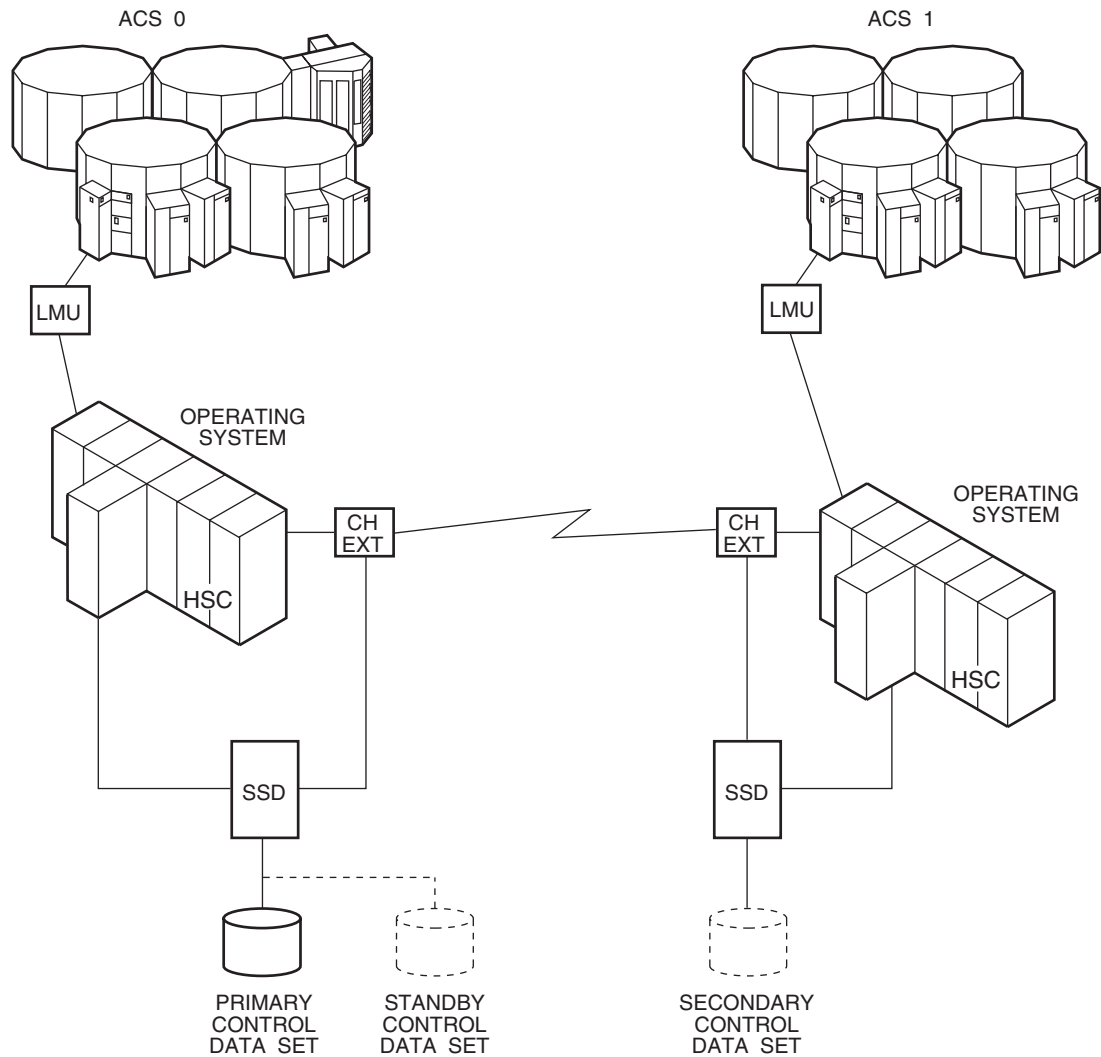 ACS 0
ACS 1
LMU
LMU
OPERATING
SYSTEM
OPERATING
SYSTEM
CH
EXT
CH
EXT
HSC
HSC
SSD
SSD
PRIMARY
CONTROL
DATA SET
STANDBY
CONTROL
DATA SET
SECONDARY
CONTROL
DATA SET